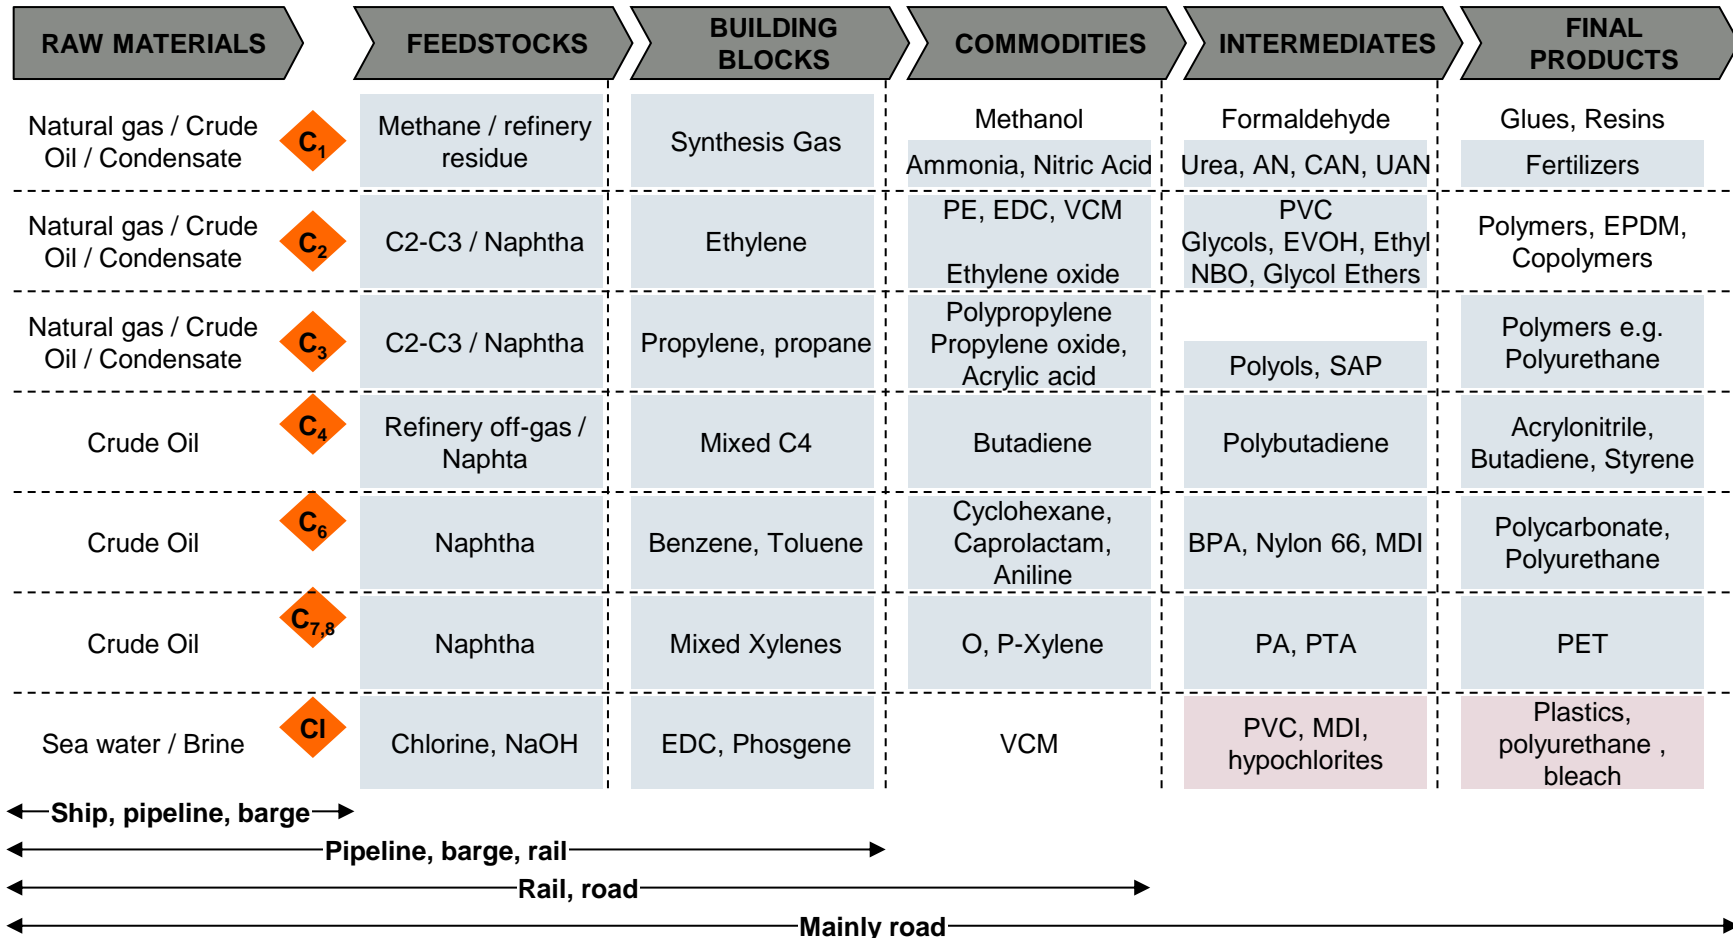 RAW MATERIALS
FEEDSTOCKS
BUILDING
BLOCKS
COMMODITIES
INTERMEDIATES
FINAL
PRODUCTS
Natural gas / Crude
Oil / Condensate
C1
Methane / refinery
residue
Synthesis Gas
Methanol
Ammonia, Nitric Acid
Formaldehyde
Urea, AN, CAN, UAN
Glues, Resins
Fertilizers
Natural gas / Crude
Oil / Condensate
C2
C2-C3 / Naphtha
Ethylene
PE, EDC, VCM
Ethylene oxide
PVC
Glycols, EVOH, Ethyl
NBO, Glycol Ethers
Polymers, EPDM,
Copolymers
Natural gas / Crude
Oil / Condensate
C3
C2-C3 / Naphtha
Propylene, propane
Polypropylene
Propylene oxide,
Acrylic acid
Polyols, SAP
Polymers e.g.
Polyurethane
Crude Oil
C4
Refinery off-gas /
Naphta
Mixed C4
Butadiene
Polybutadiene
Acrylonitrile,
Butadiene, Styrene
Crude Oil
C6
Naphtha
Benzene, Toluene
Cyclohexane,
Caprolactam,
Aniline
BPA, Nylon 66, MDI
Polycarbonate,
Polyurethane
Crude Oil
C7,8
Naphtha
Mixed Xylenes
O, P-Xylene
PA, PTA
PET
Sea water / Brine
Cl
Chlorine, NaOH
EDC, Phosgene
VCM
PVC, MDI,
hypochlorites
Plastics,
polyurethane ,
bleach
Ship, pipeline, barge
Pipeline, barge, rail
Rail, road
Mainly road